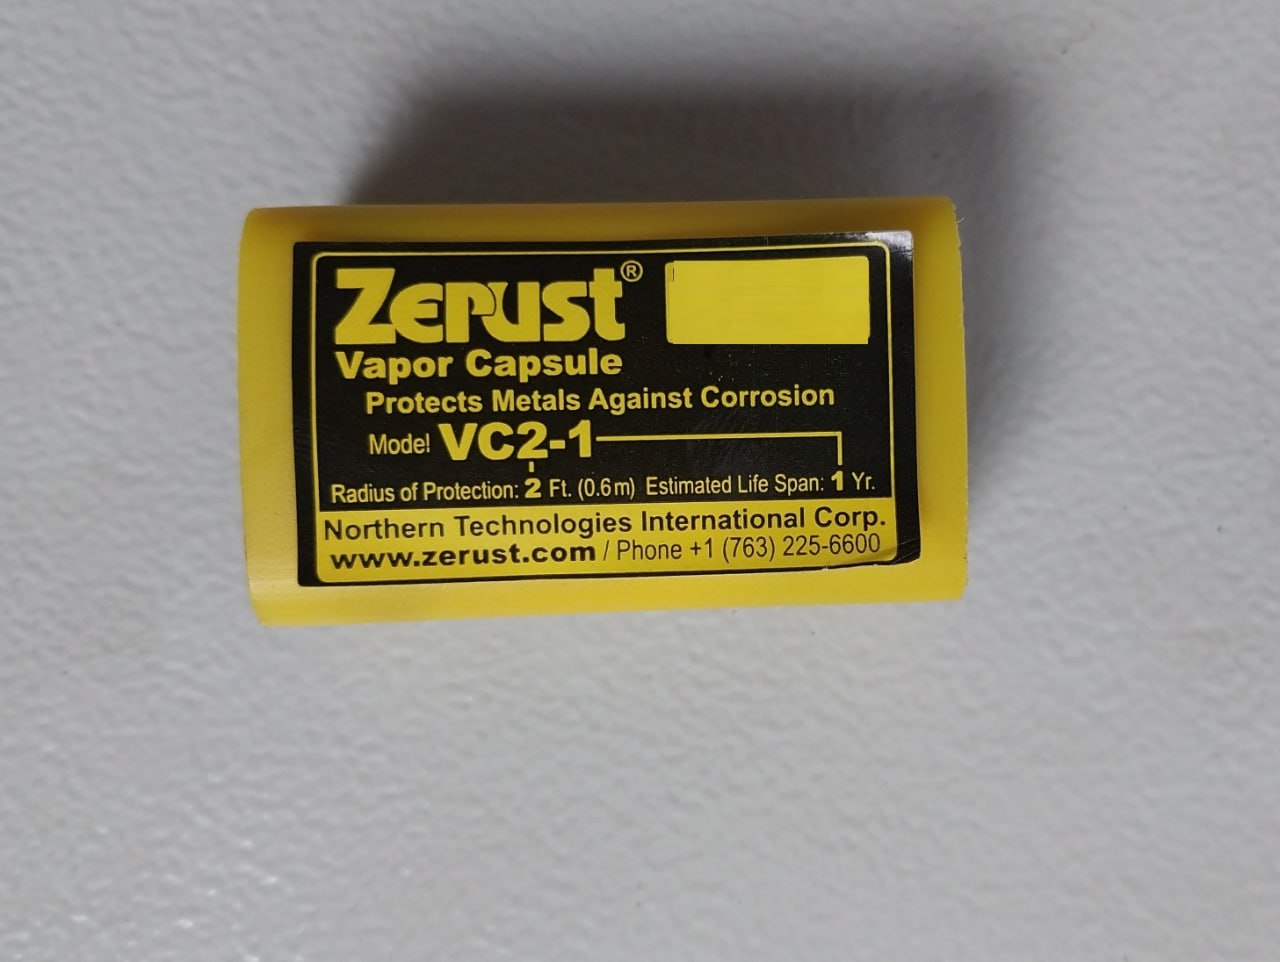 Zerust®
Vapor Capsule
Protects Metals Against Corrosion
Model VC2-1
Radius of Protection: 2 Ft. (0.6m) Estimated Life Span: 1 Yr.
Northern Technologies International Corp.
www.zerust.com / Phone +1 (763) 225-6600